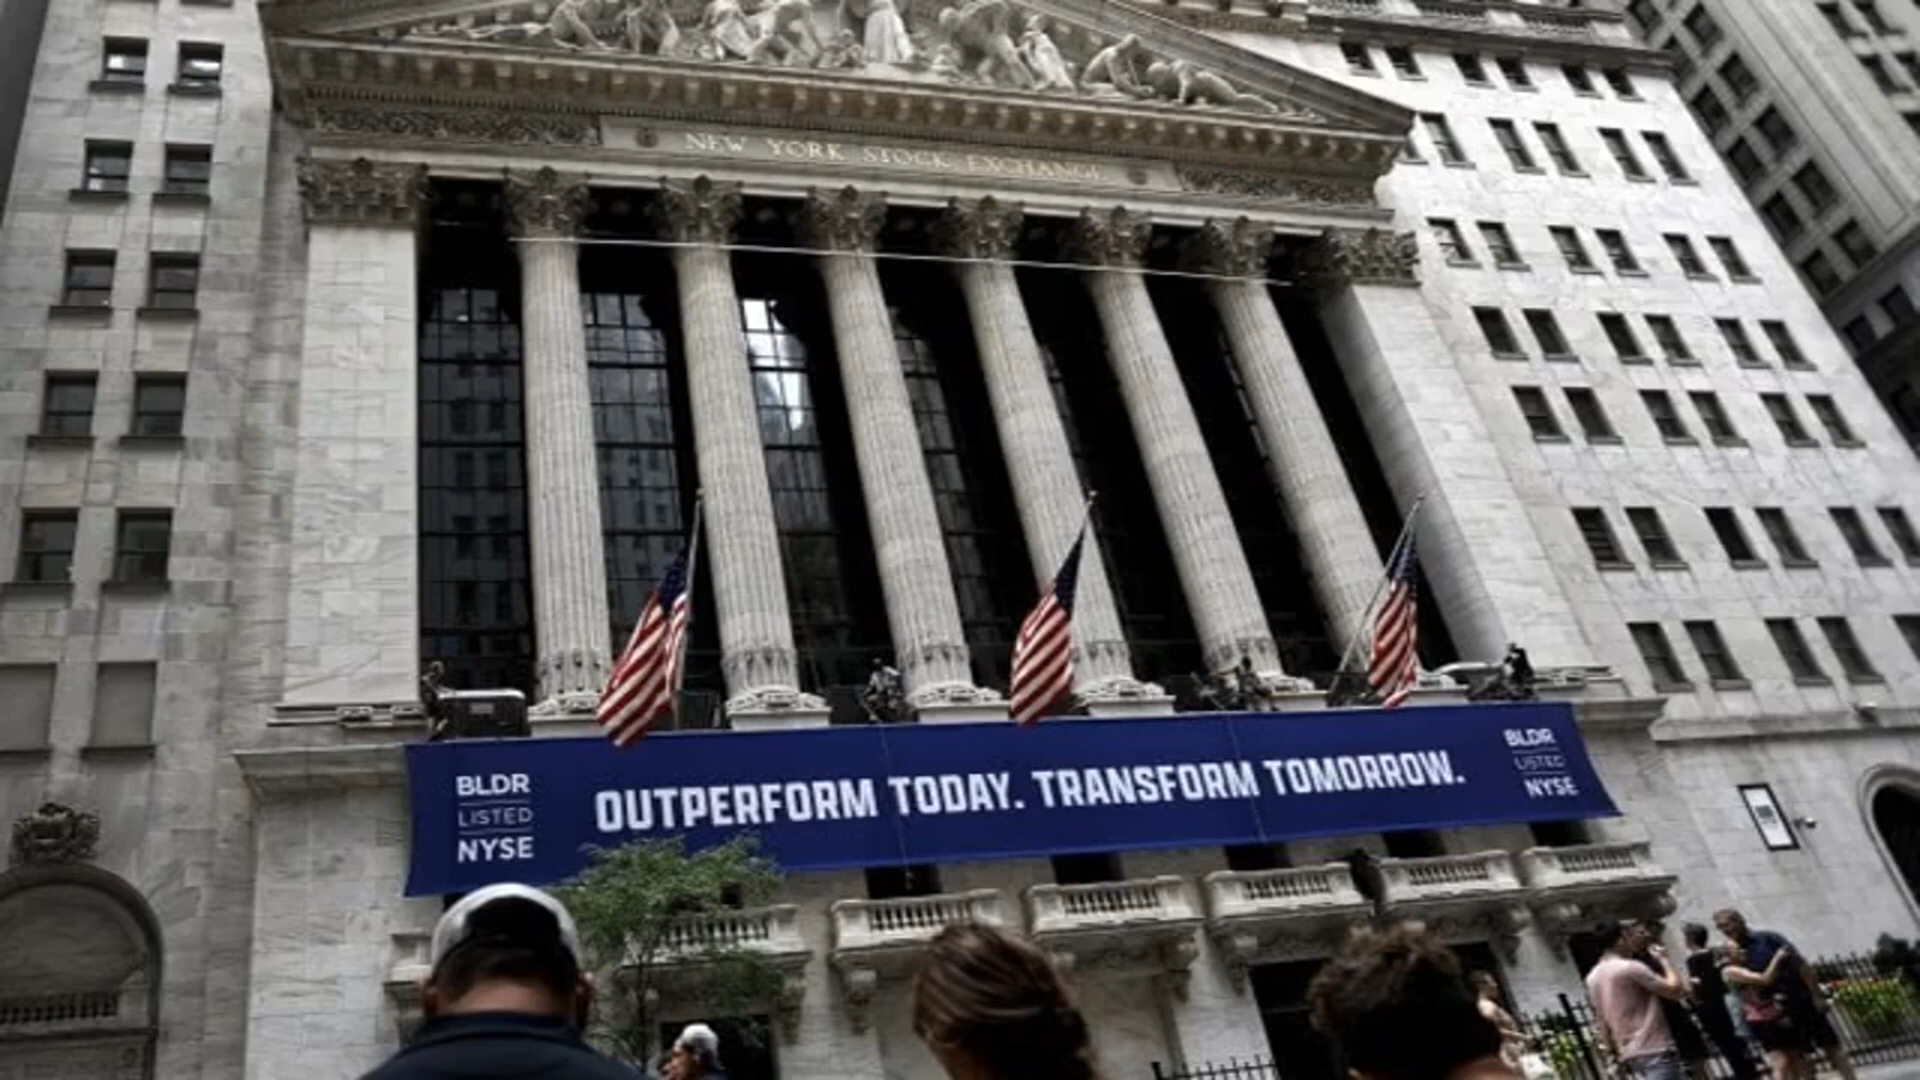 NEW YORK STOCK EXCHANGE
BLDR
LISTED
NYSE
OUTPERFORM TODAY. TRANSFORM TOMORROW.
BLDR
LISTED
NYSE